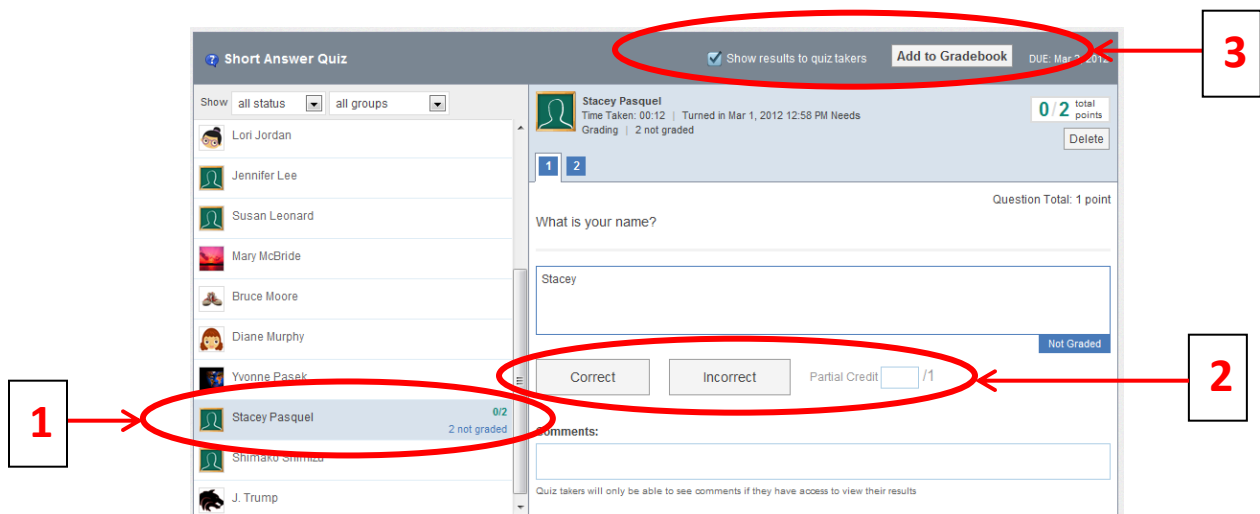 3
Short Answer Quiz
Show results to quiz takers
Add to Gradebook
DUE: Mar 2, 2012
Show all status all groups
Lori Jordan
Jennifer Lee
Susan Leonard
Mary McBride
Bruce Moore
Diane Murphy
Yvonne Pasek
Stacey Pasquel
0/2
2 not graded
Shimako Shimizu
J. Trump
Stacey Pasquel
Time Taken: 00:12 | Turned in Mar 1, 2012 12:58 PM Needs
Grading | 2 not graded
0/2 total points
Delete
1 2
Question Total: 1 point
What is your name?
Stacey
Not Graded
Correct
Incorrect
Partial Credit /1
Comments:
Quiz takers will only be able to see comments if they have access to view their results
1
2